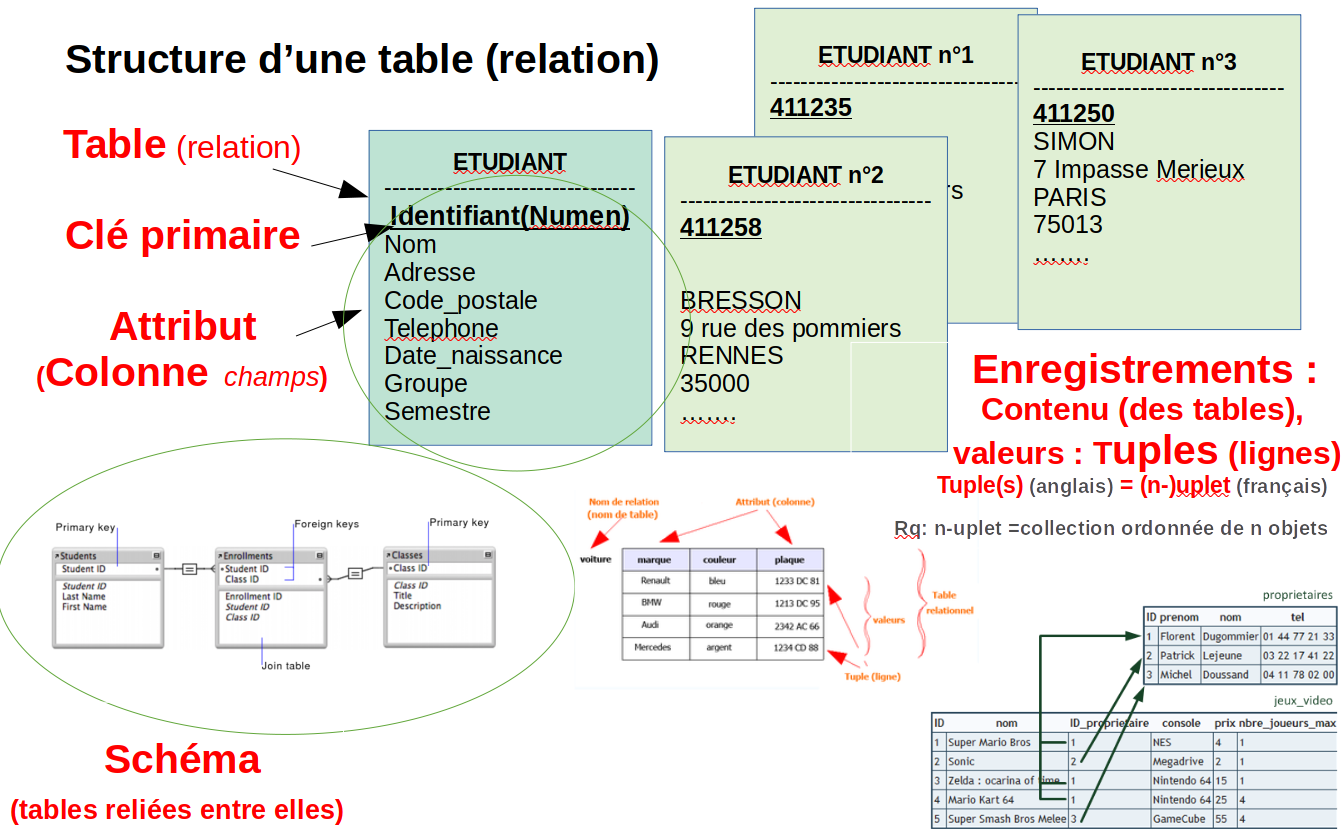 Structure d’une table (relation)
Table (relation)
Clé primaire
Attribut
(Colonne champs)
ETUDIANT
----------------------------------
Identifiant(Numen)
Nom
Adresse
Code_postale
Telephone
Date_naissance
Groupe
Semestre
ETUDIANT n°1
----------------------------------
411235
rs
ETUDIANT n°2
----------------------------------
411258
BRESSON
9 rue des pommiers
RENNES
35000
.......
ETUDIANT n°3
----------------------------------
411250
SIMON
7 Impasse Merieux
PARIS
75013
.......
Enregistrements :
Contenu (des tables),
valeurs : Tuples (lignes)
Tuple(s) (anglais) = (n-)uplet (français)
Rq: n-uplet =collection ordonnée de n objets
Primary key
Foreign keys
Primary key
Students
Student ID
Student ID
Last Name
First Name
Enrollments
Student ID
Class ID
Enrollment ID
Student ID
Class ID
Join table
Classes
Class ID
Class ID
Title
Description
Schéma
(tables reliées entre elles)
Nom de relation
(nom de table)
Attribut (colonne)
voiture
marque couleur plaque
Renault bleu 1233 DC 81
BMW rouge 1213 DC 95
Audi orange 2342 AC 66
Mercedes argent 1234 CD 88
valeurs
Table
relationnel
Tuple (ligne)
proprietaires
ID prenom nom tel
1 Florent Dugommier 01 44 77 21 33
2 Patrick Lejeune 03 22 17 41 22
3 Michel Doussand 04 11 78 02 00
jeux_video
ID nom ID_proprietaire console prix nbre_joueurs_max
1 Super Mario Bros 1 NES 4 1
2 Sonic 2 Megadrive 2 1
3 Zelda : ocarina of time 1 Nintendo 64 15 1
4 Mario Kart 64 1 Nintendo 64 25 4
5 Super Smash Bros Melee 3 GameCube 55 4